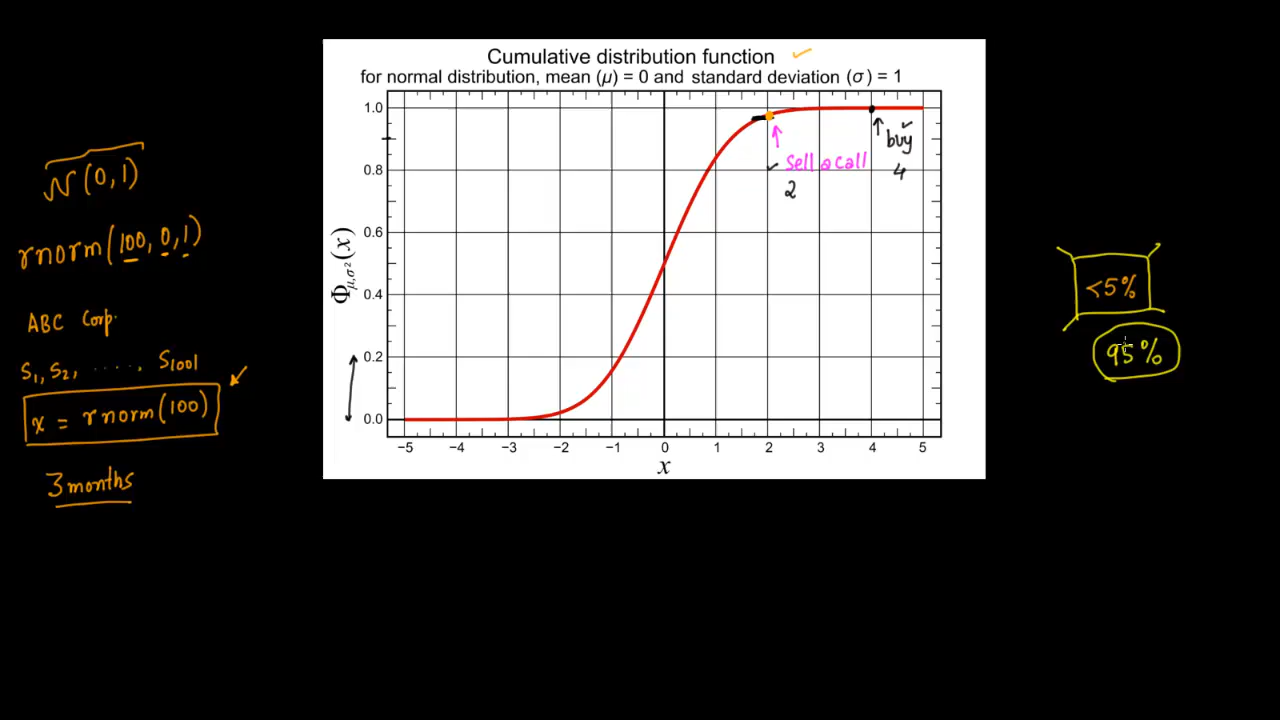 Cumulative distribution function
for normal distribution, mean (μ) = 0 and standard deviation (σ) = 1
N(0,1)
rnorm(100, 0, 1)
ABC Corp.
S1, S2, ....., S1001
x = rnorm(100)
3 months
Φμ,σ²(x)
1.0
0.8
0.6
0.4
0.2
0.0
-5 -4 -3 -2 -1 0 1 2 3 4 5
x
Sell a call
2
buy
4
<5%
95%